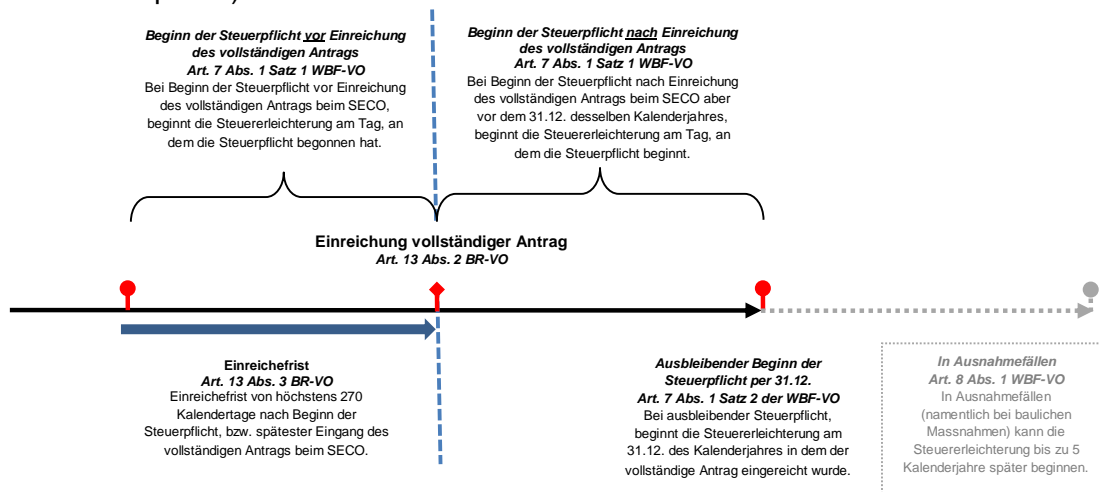 Beginn der Steuerpflicht vor Einreichung
des vollständigen Antrags
Art. 7 Abs. 1 Satz 1 WBF-VO
Bei Beginn der Steuerpflicht vor Einreichung
des vollständigen Antrags beim SECO,
beginnt die Steuererleichterung am Tag, an
dem die Steuerpflicht begonnen hat.
Beginn der Steuerpflicht nach Einreichung
des vollständigen Antrags
Art. 7 Abs. 1 Satz 1 WBF-VO
Bei Beginn der Steuerpflicht nach Einreichung
des vollständigen Antrags beim SECO aber
vor dem 31.12. desselben Kalenderjahres,
beginnt die Steuererleichterung am Tag, an
dem die Steuerpflicht beginnt.
Einreichung vollständiger Antrag
Art. 13 Abs. 2 BR-VO
Einreichefrist
Art. 13 Abs. 3 BR-VO
Einreichefrist von höchstens 270
Kalendertage nach Beginn der
Steuerpflicht, bzw. spätester Eingang des
vollständigen Antrags beim SECO.
Ausbleibender Beginn der
Steuerpflicht per 31.12.
Art. 7 Abs. 1 Satz 2 der WBF-VO
Bei ausbleibender Steuerpflicht,
beginnt die Steuererleichterung am
31.12. des Kalenderjahres in dem der
vollständige Antrag eingereicht wurde.
In Ausnahmefällen
Art. 8 Abs. 1 WBF-VO
In Ausnahmefällen
(namentlich bei baulichen
Massnahmen) kann die
Steuererleichterung bis zu 5
Kalenderjahre später beginnen.